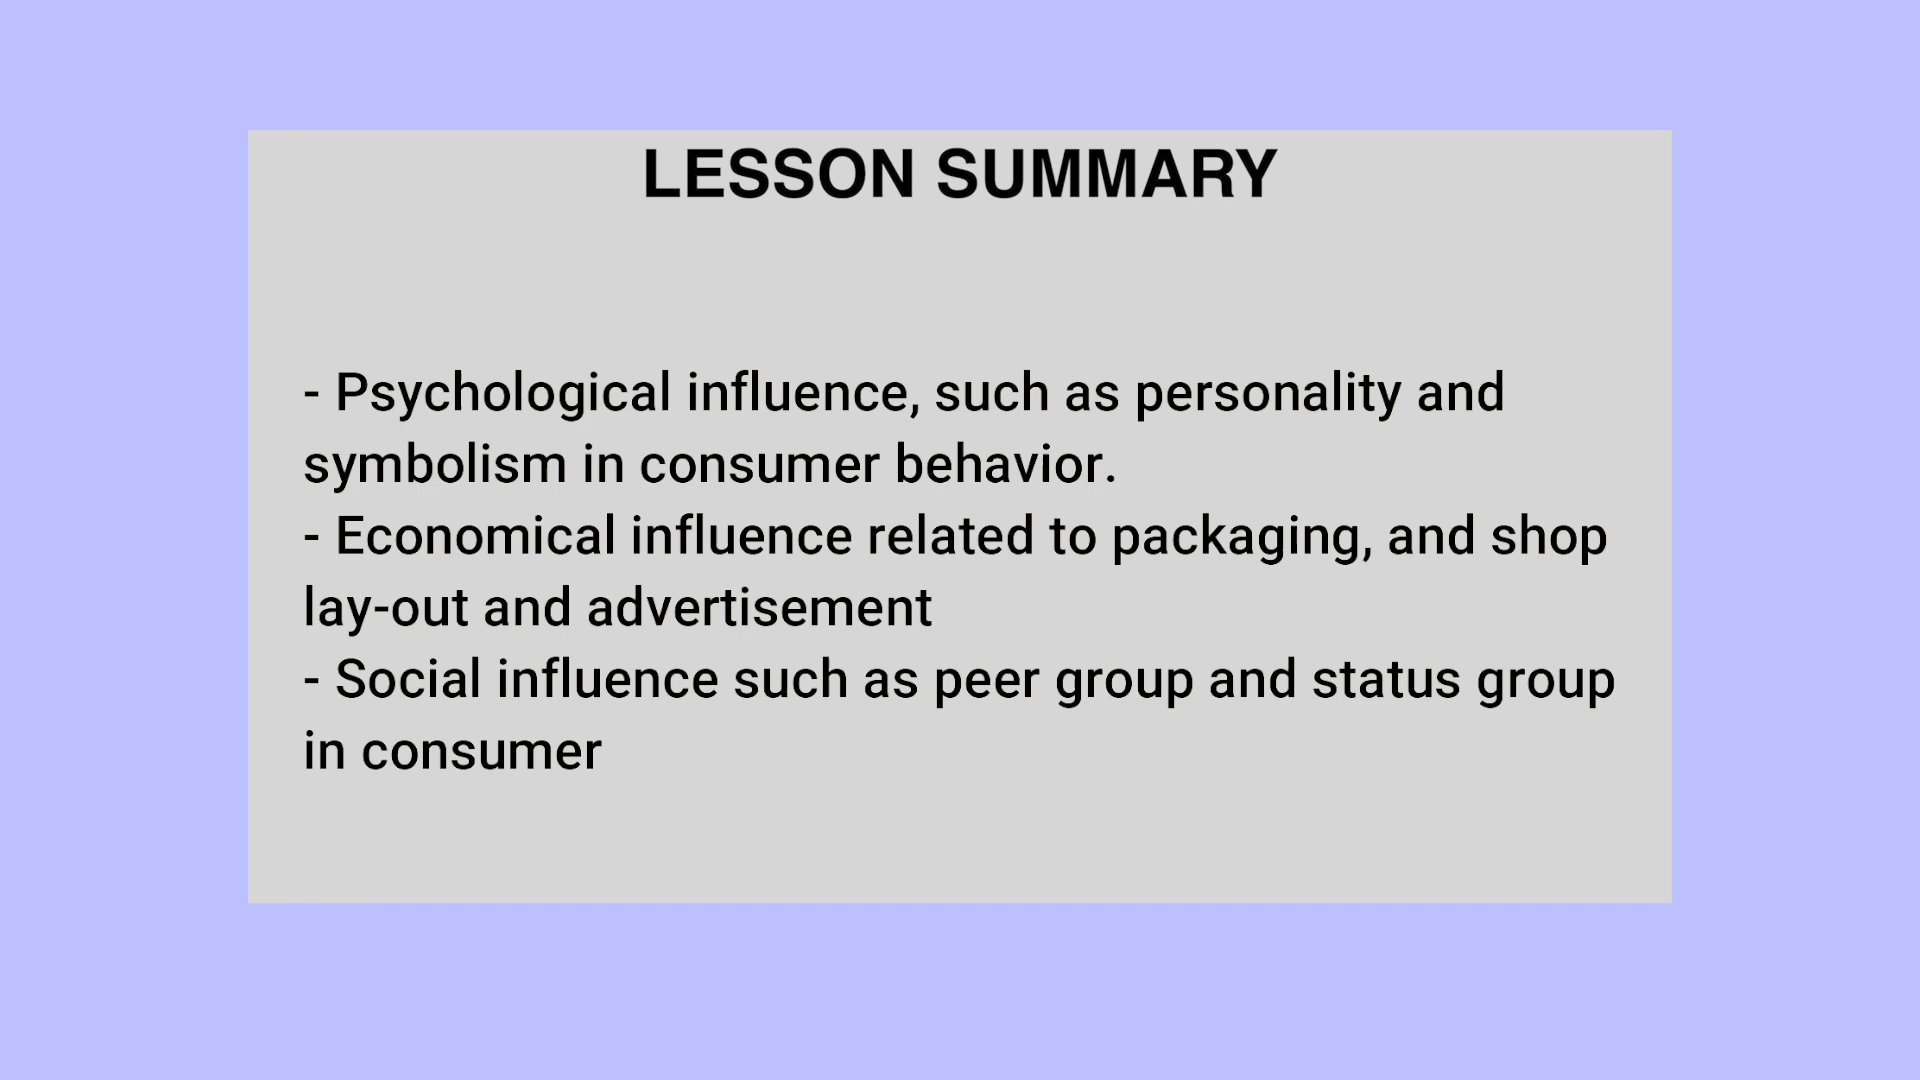 LESSON SUMMARY
- Psychological influence, such as personality and
symbolism in consumer behavior.
- Economical influence related to packaging, and shop
lay-out and advertisement
- Social influence such as peer group and status group
in consumer